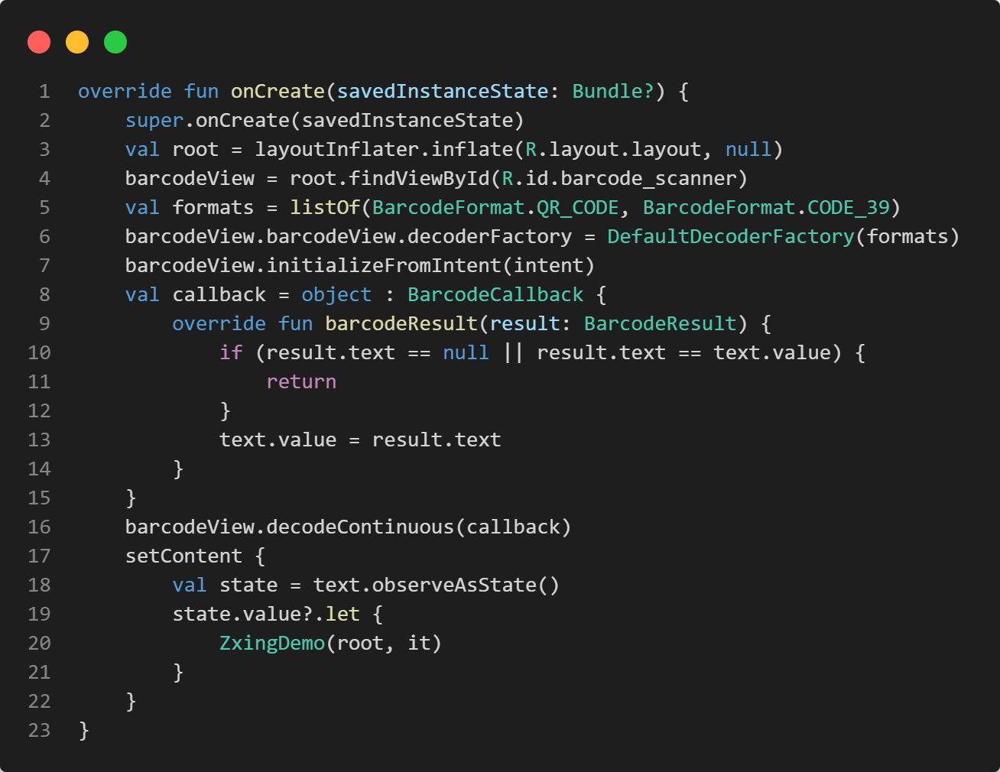 1 override fun onCreate(savedInstanceState: Bundle?) {
2     super.onCreate(savedInstanceState)
3     val root = layoutInflater.inflate(R.layout.layout, null)
4     barcodeView = root.findViewById(R.id.barcode_scanner)
5     val formats = listOf(BarcodeFormat.QR_CODE, BarcodeFormat.CODE_39)
6     barcodeView.barcodeView.decoderFactory = DefaultDecoderFactory(formats)
7     barcodeView.initializeFromIntent(intent)
8     val callback = object : BarcodeCallback {
9         override fun barcodeResult(result: BarcodeResult) {
10             if (result.text == null || result.text == text.value) {
11                 return
12             }
13             text.value = result.text
14         }
15     }
16     barcodeView.decodeContinuous(callback)
17     setContent {
18         val state = text.observeAsState()
19         state.value?.let {
20             ZxingDemo(root, it)
21         }
22     }
23 }